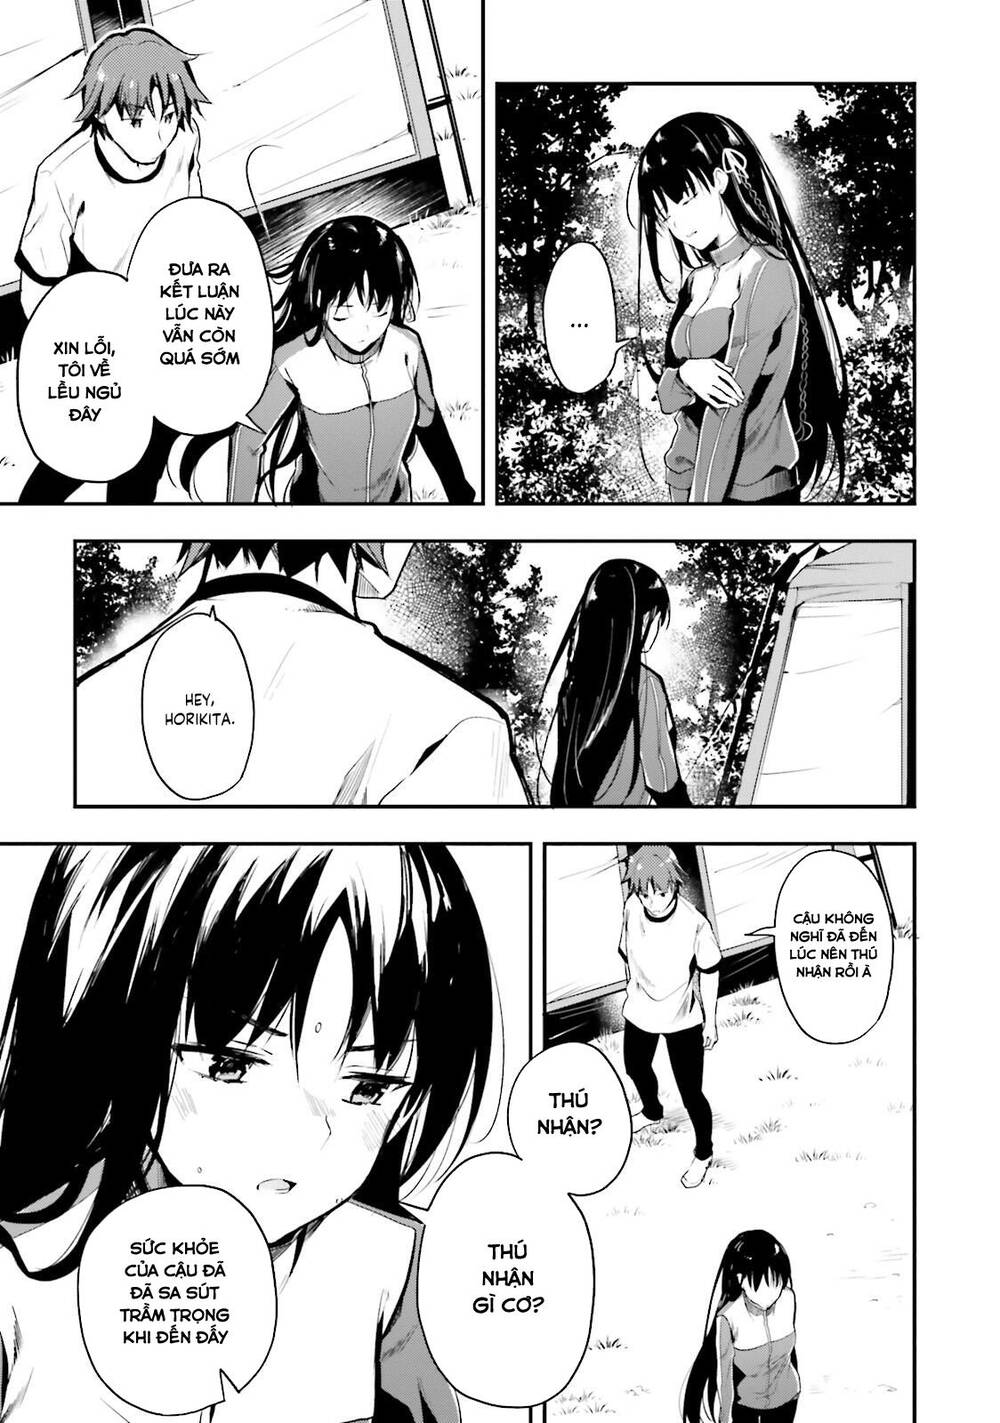 ...
ĐƯA RA
KẾT LUẬN
LÚC NÀY
VẪN CÒN
QUÁ SỚM
XIN LỖI,
TÔI VỀ
LỀU NGỦ
ĐÂY
HEY,
HORIKITA.
CẬU KHÔNG
NGHĨ ĐÃ ĐẾN
LÚC NÊN THÚ
NHẬN RỒI À
THÚ
NHẬN?
THÚ
NHẬN
GÌ CƠ?
SỨC KHỎE
CỦA CẬU ĐÃ
ĐÃ SA SÚT
TRẦM TRỌNG
KHI ĐẾN ĐẤY